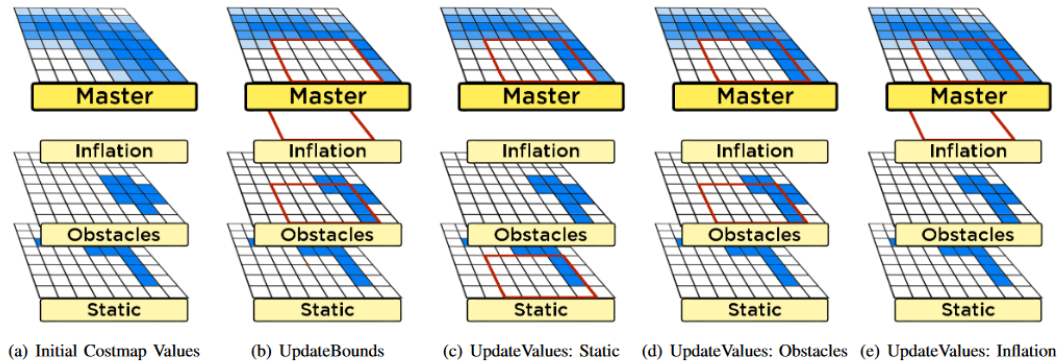 Master Master Master Master Master
Inflation Inflation Inflation Inflation Inflation
Obstacles Obstacles Obstacles Obstacles Obstacles
Static Static Static Static Static
(a) Initial Costmap Values (b) UpdateBounds (c) UpdateValues: Static (d) UpdateValues: Obstacles (e) UpdateValues: Inflation